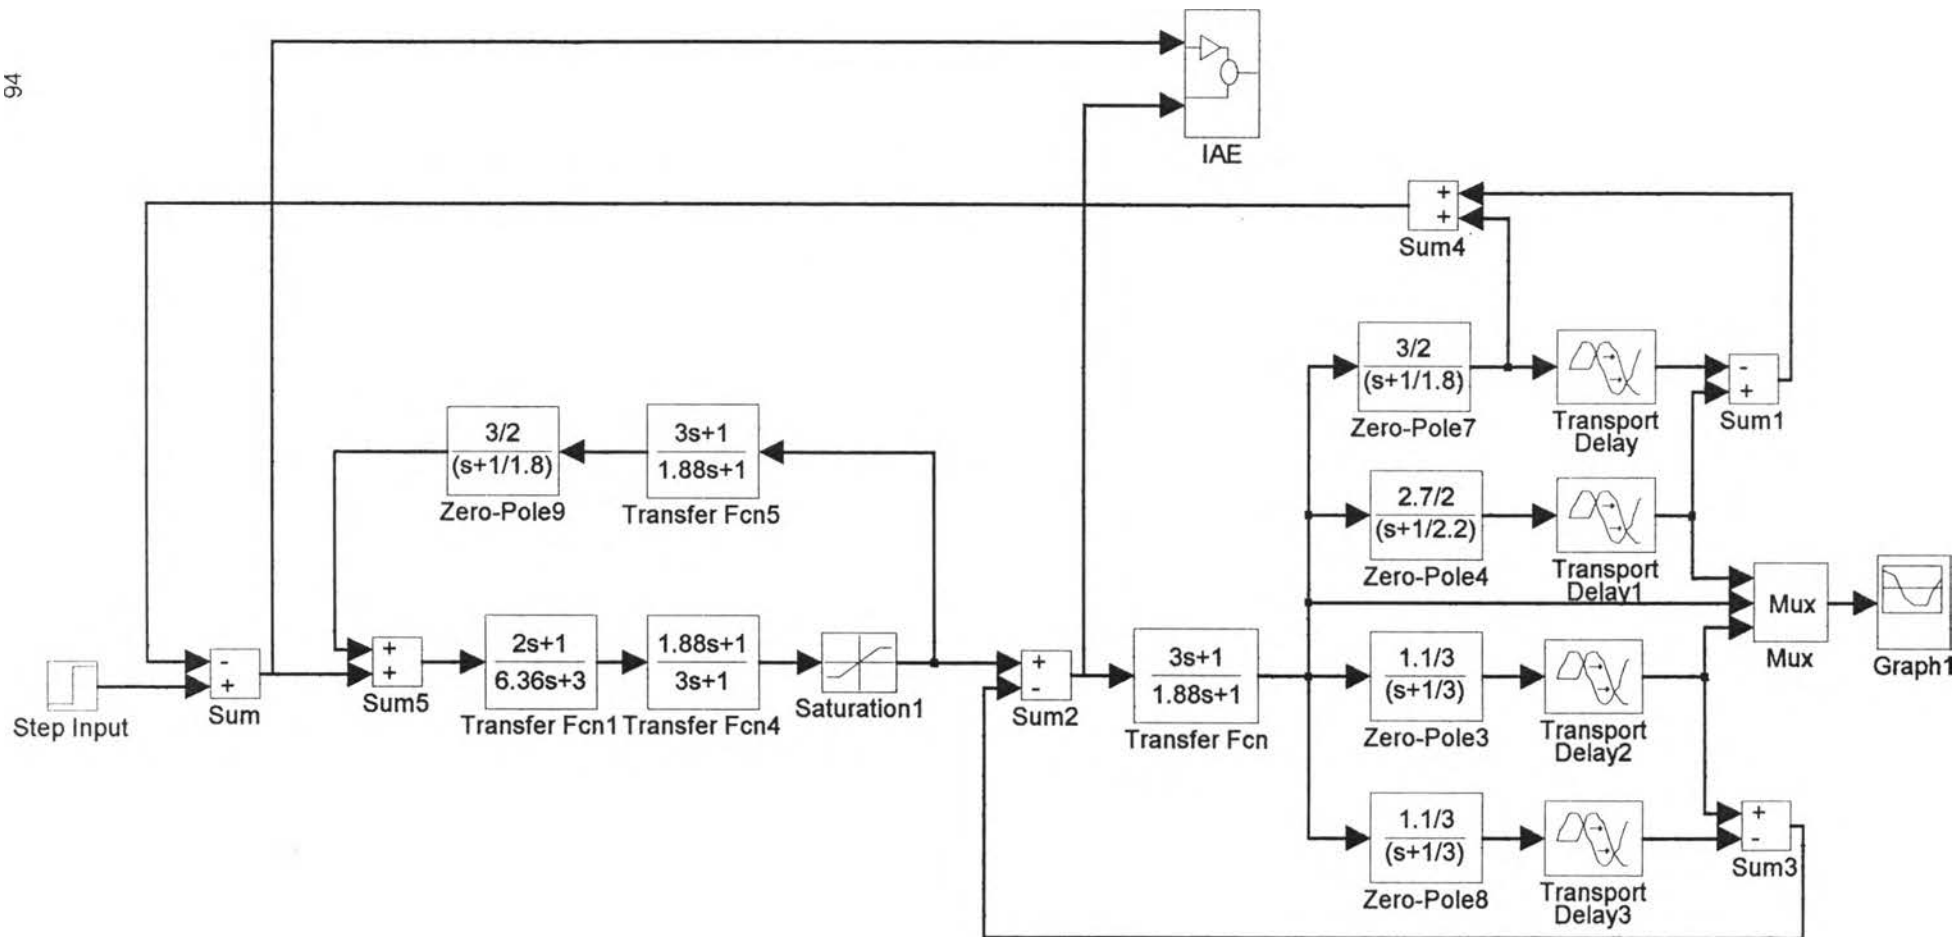 94
IAE
+
+
Sum4
3/2
(s+1/1.8)
Zero-Pole7
Transport
Delay
-
+
Sum1
3/2
(s+1/1.8)
Zero-Pole9
3s+1
1.88s+1
Transfer Fcn5
2.7/2
(s+1/2.2)
Zero-Pole4
Transport
Delay1
Mux
Mux
Graph1
Step Input
-
+
Sum
+
+
Sum5
2s+1
6.36s+3
Transfer Fcn1
1.88s+1
3s+1
Transfer Fcn4
Saturation1
+
-
Sum2
3s+1
1.88s+1
Transfer Fcn
1.1/3
(s+1/3)
Zero-Pole3
Transport
Delay2
1.1/3
(s+1/3)
Zero-Pole8
Transport
Delay3
+
-
Sum3